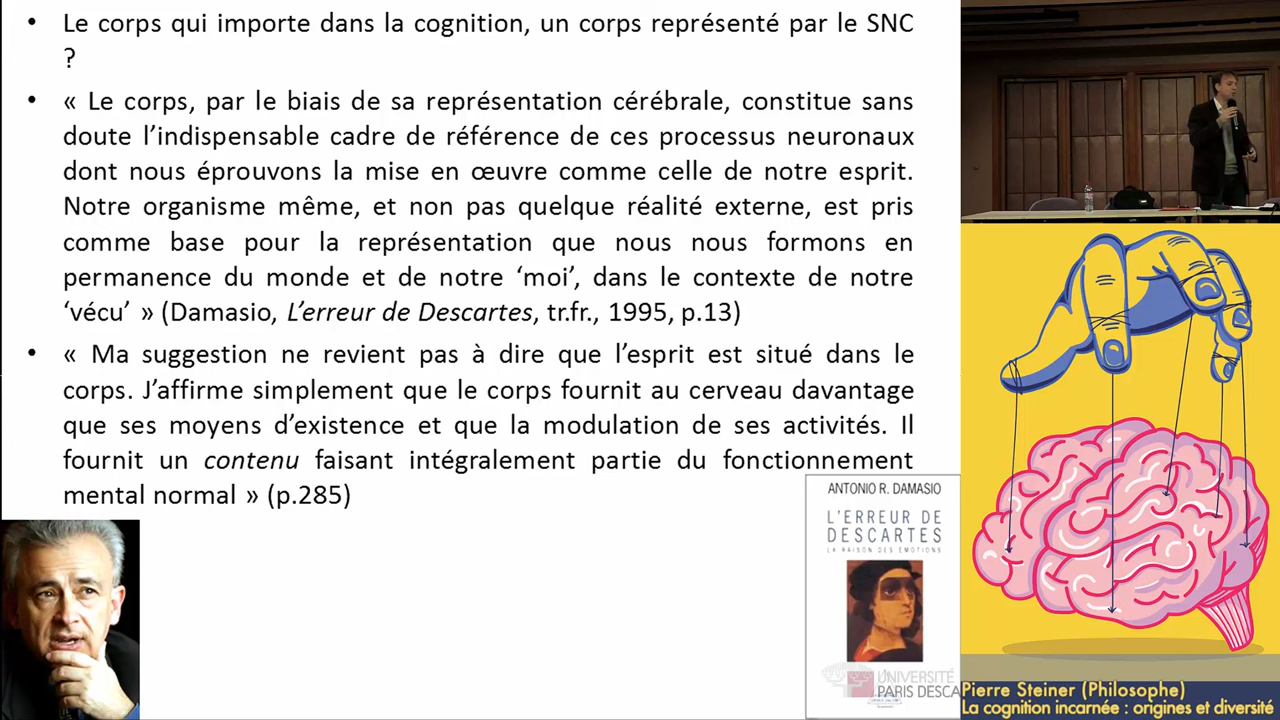 • Le corps qui importe dans la cognition, un corps représenté par le SNC
?
• « Le corps, par le biais de sa représentation cérébrale, constitue sans
doute l’indispensable cadre de référence de ces processus neuronaux
dont nous éprouvons la mise en œuvre comme celle de notre esprit.
Notre organisme même, et non pas quelque réalité externe, est pris
comme base pour la représentation que nous nous formons en
permanence du monde et de notre ‘moi’, dans le contexte de notre
‘vécu’ » (Damasio, L’erreur de Descartes, tr.fr., 1995, p.13)
• « Ma suggestion ne revient pas à dire que l’esprit est situé dans le
corps. J’affirme simplement que le corps fournit au cerveau davantage
que ses moyens d’existence et que la modulation de ses activités. Il
fournit un contenu faisant intégralement partie du fonctionnement
mental normal » (p.285)
ANTONIO R. DAMASIO
L'ERREUR DE
DESCARTES
LA RAISON DES EMOTIONS
UNIVERSITÉ
PARIS DESCA
Pierre Steiner (Philosophe)
La cognition incarnée : origines et diversité